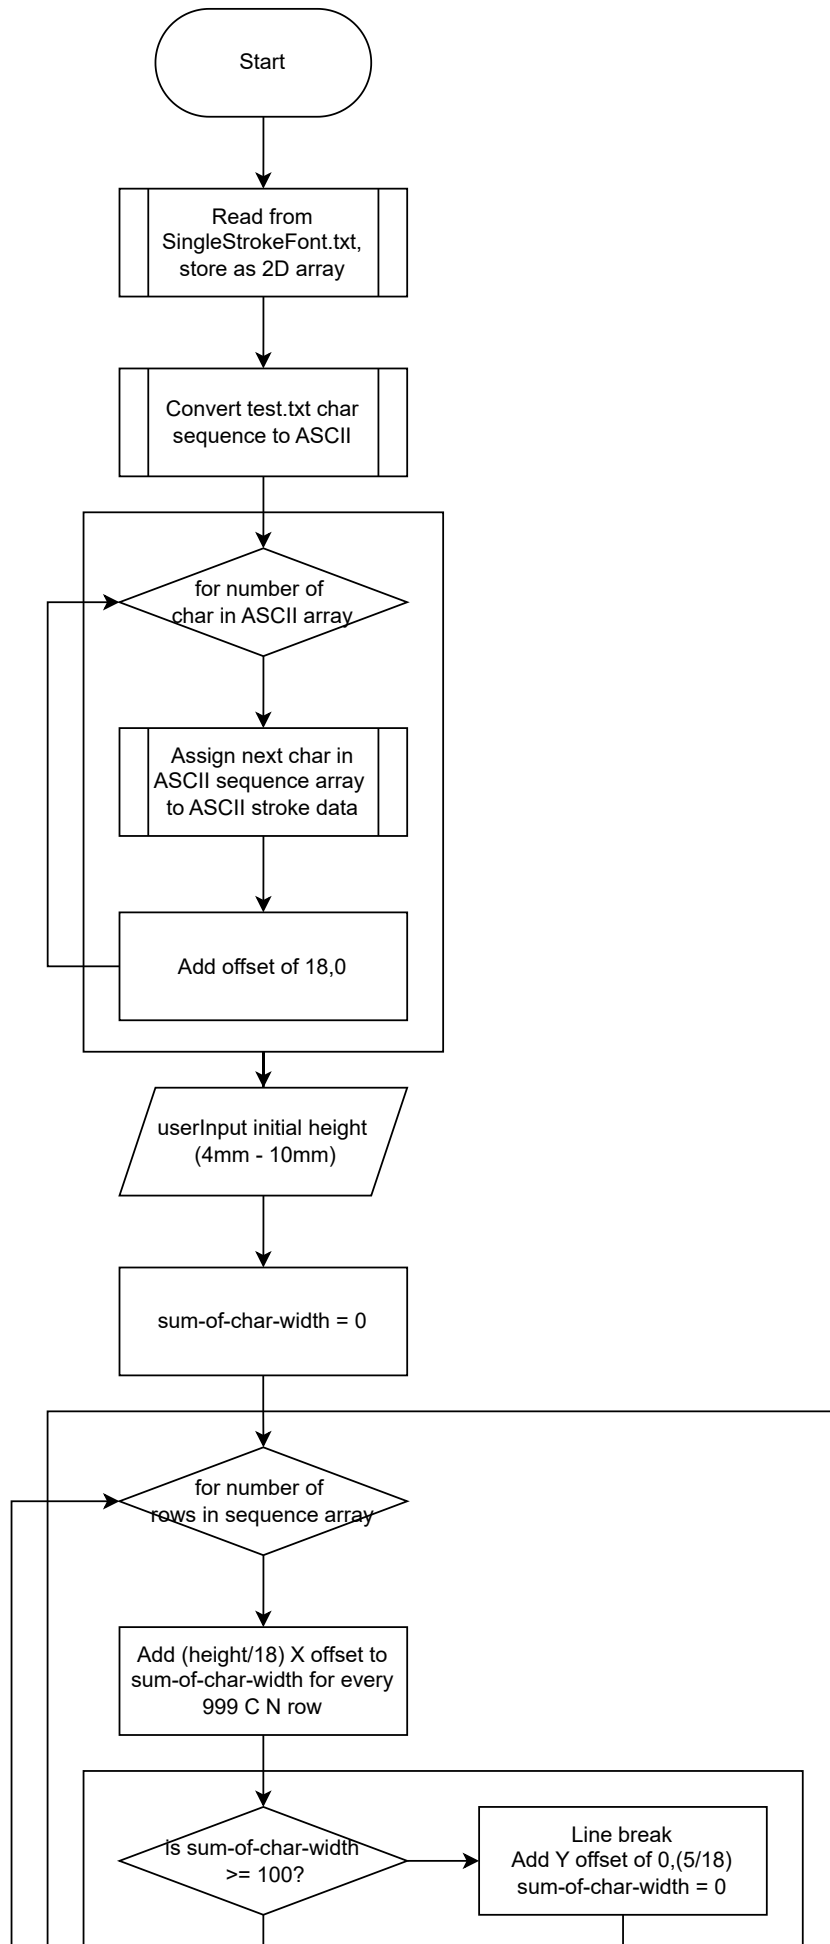 Start
Read from
SingleStrokeFont.txt,
store as 2D array
Convert test.txt char
sequence to ASCII
for number of
char in ASCII array
Assign next char in
ASCII sequence array
to ASCII stroke data
Add offset of 18,0
userInput initial height
(4mm - 10mm)
sum-of-char-width = 0
for number of
rows in sequence array
Add (height/18) X offset to
sum-of-char-width for every
999 C N row
is sum-of-char-width
>= 100?
Line break
Add Y offset of 0,(5/18)
sum-of-char-width = 0